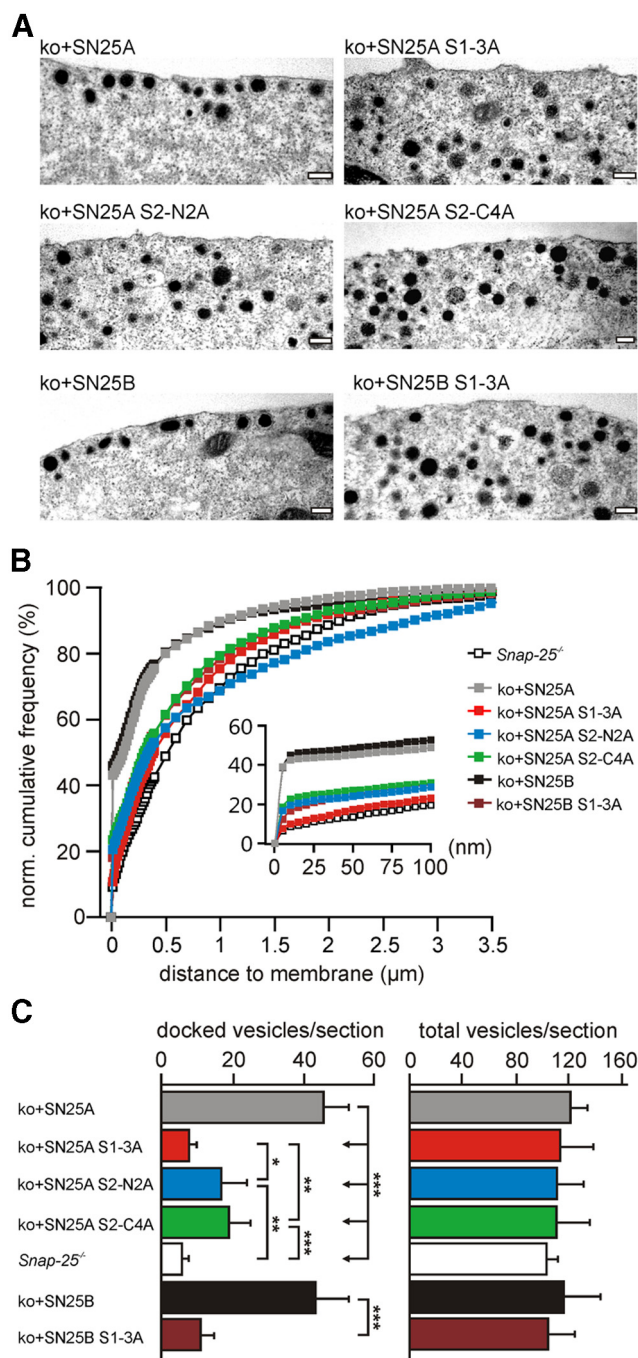 A
ko+SN25A
ko+SN25A S1-3A
ko+SN25A S2-N2A
ko+SN25A S2-C4A
ko+SN25B
ko+SN25B S1-3A
B
norm. cumulative frequency (%)
100
80
60
40
20
0
0
0.5
1
1.5
2
2.5
3
3.5
distance to membrane (µm)
60
40
20
0
0
25
50
75
100
(nm)
Snap-25-/-
ko+SN25A
ko+SN25A S1-3A
ko+SN25A S2-N2A
ko+SN25A S2-C4A
ko+SN25B
ko+SN25B S1-3A
C
docked vesicles/section
total vesicles/section
0 20 40 60
0 40 80 120 160
ko+SN25A
ko+SN25A S1-3A
ko+SN25A S2-N2A
ko+SN25A S2-C4A
Snap-25-/-
ko+SN25B
ko+SN25B S1-3A
*
**
**
***
***
***